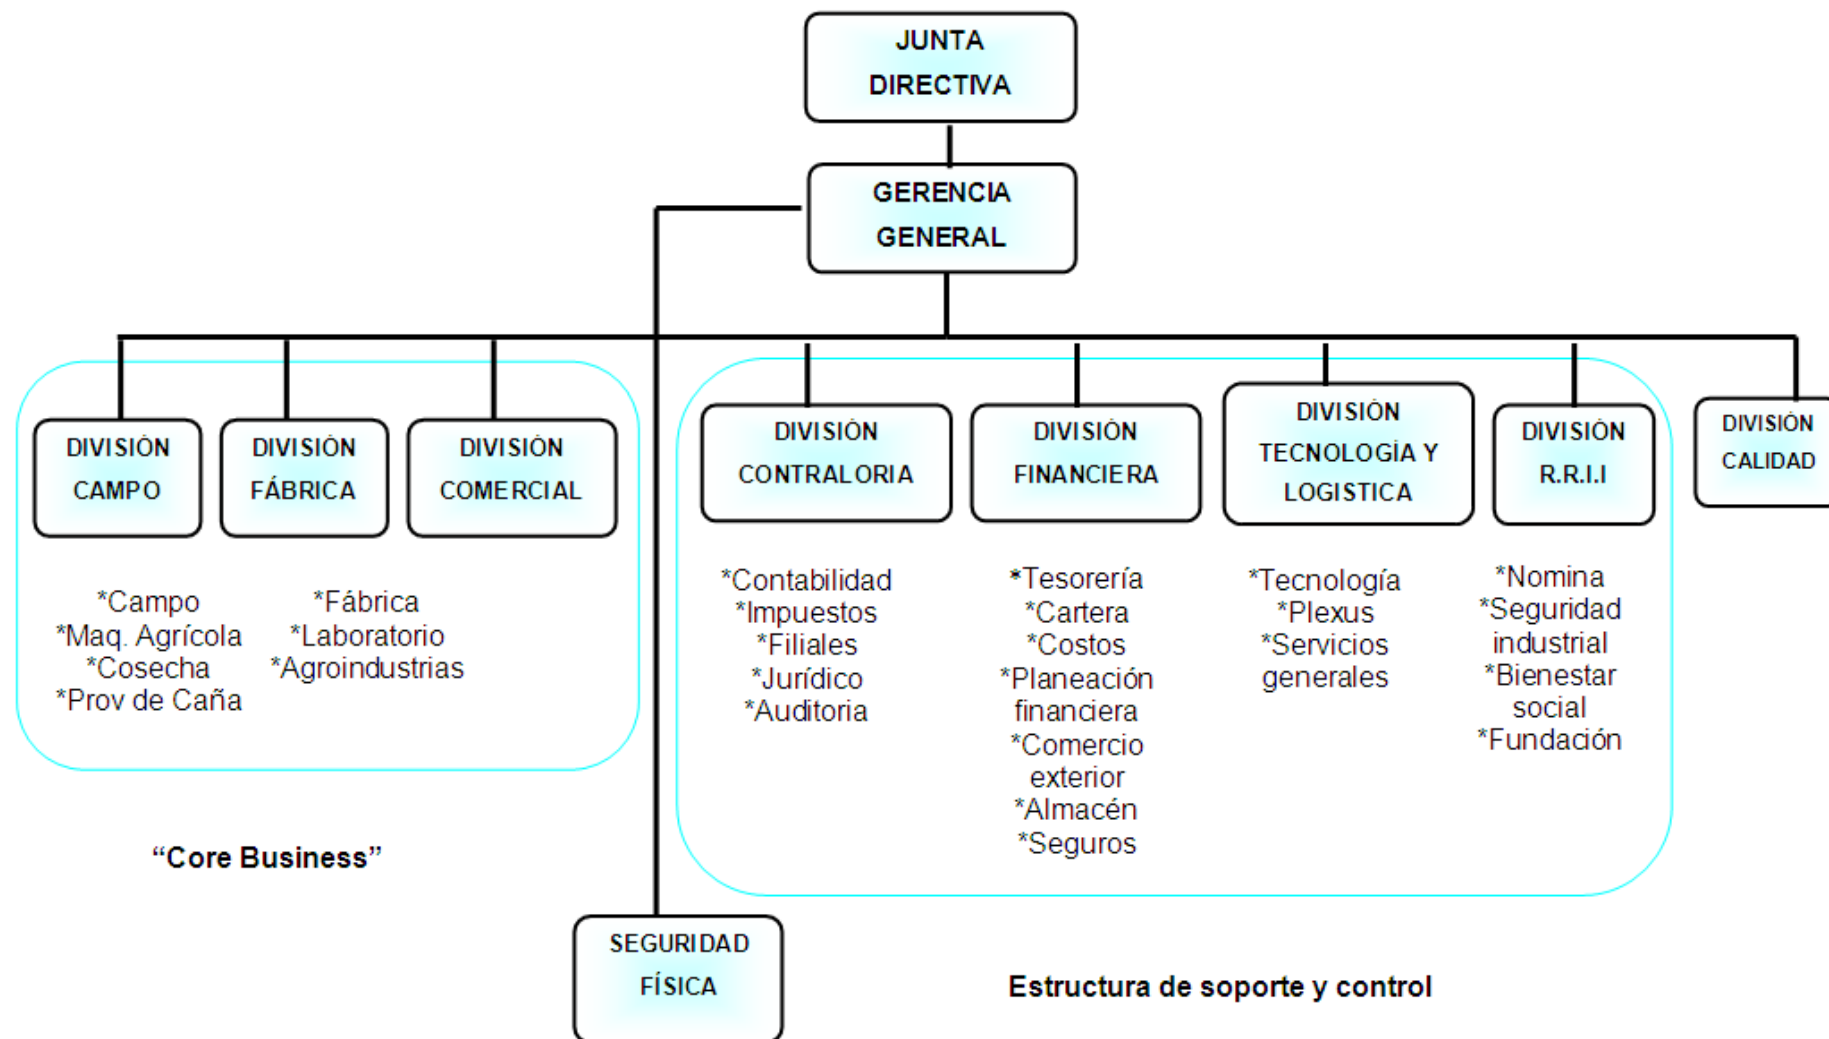 JUNTA
DIRECTIVA
GERENCIA
GENERAL
DIVISIÓN
CAMPO
DIVISIÓN
FÁBRICA
DIVISIÓN
COMERCIAL
DIVISIÓN
CONTRALORIA
DIVISIÓN
FINANCIERA
DIVISIÓN
TECNOLOGÍA Y
LOGISTICA
DIVISIÓN
R.R.I.I
DIVISIÓN
CALIDAD
*Campo
*Maq. Agrícola
*Cosecha
*Prov de Caña
*Fábrica
*Laboratorio
*Agroindustrias
*Contabilidad
*Impuestos
*Filiales
*Jurídico
*Auditoria
*Tesorería
*Cartera
*Costos
*Planeación
financiera
*Comercio
exterior
*Almacén
*Seguros
*Tecnología
*Plexus
*Servicios
generales
*Nomina
*Seguridad
industrial
*Bienestar
social
*Fundación
“Core Business”
SEGURIDAD
FÍSICA
Estructura de soporte y control